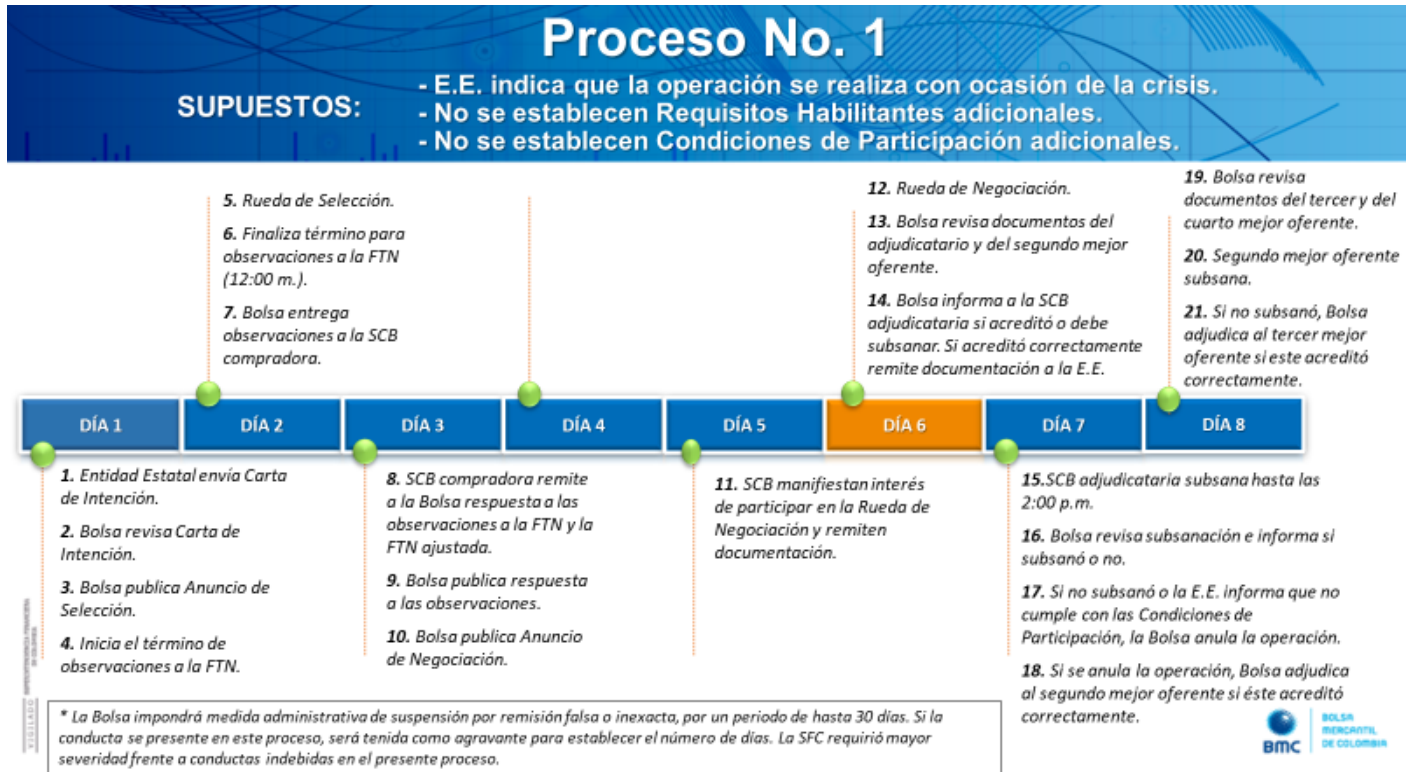 Proceso No. 1
SUPUESTOS:
- E.E. indica que la operación se realiza con ocasión de la crisis.
- No se establecen Requisitos Habilitantes adicionales.
- No se establecen Condiciones de Participación adicionales.
5. Rueda de Selección.
6. Finaliza término para
observaciones a la FTN
(12:00 m.).
7. Bolsa entrega
observaciones a la SCB
compradora.
12. Rueda de Negociación.
13. Bolsa revisa documentos del
adjudicatario y del segundo mejor
oferente.
14. Bolsa informa a la SCB
adjudicataria si acreditó o debe
subsanar. Si acreditó correctamente
remite documentación a la E.E.
19. Bolsa revisa
documentos del tercer y del
cuarto mejor oferente.
20. Segundo mejor oferente
subsana.
21. Si no subsanó, Bolsa
adjudica al tercer mejor
oferente si este acreditó
correctamente.
DÍA 1
DÍA 2
DÍA 3
DÍA 4
DÍA 5
DÍA 6
DÍA 7
DÍA 8
1. Entidad Estatal envía Carta
de Intención.
2. Bolsa revisa Carta de
Intención.
3. Bolsa publica Anuncio de
Selección.
4. Inicia el término de
observaciones a la FTN.
8. SCB compradora remite
a la Bolsa respuesta a las
observaciones a la FTN y la
FTN ajustada.
9. Bolsa publica respuesta
a las observaciones.
10. Bolsa publica Anuncio
de Negociación.
11. SCB manifiestan interés
de participar en la Rueda de
Negociación y remiten
documentación.
15.SCB adjudicataria subsana hasta las
2:00 p.m.
16. Bolsa revisa subsanación e informa si
subsanó o no.
17. Si no subsanó o la E.E. informa que no
cumple con las Condiciones de
Participación, la Bolsa anula la operación.
18. Si se anula la operación, Bolsa adjudica
al segundo mejor oferente si éste acreditó
correctamente.
* La Bolsa impondrá medida administrativa de suspensión por remisión falsa o inexacta, por un periodo de hasta 30 días. Si la
conducta se presente en este proceso, será tenida como agravante para establecer el número de días. La SFC requirió mayor
severidad frente a conductas indebidas en el presente proceso.
VIGILADO
SUPERINTENDENCIA FINANCIERA
DE COLOMBIA
BMC
BOLSA
MERCANTIL
DE COLOMBIA